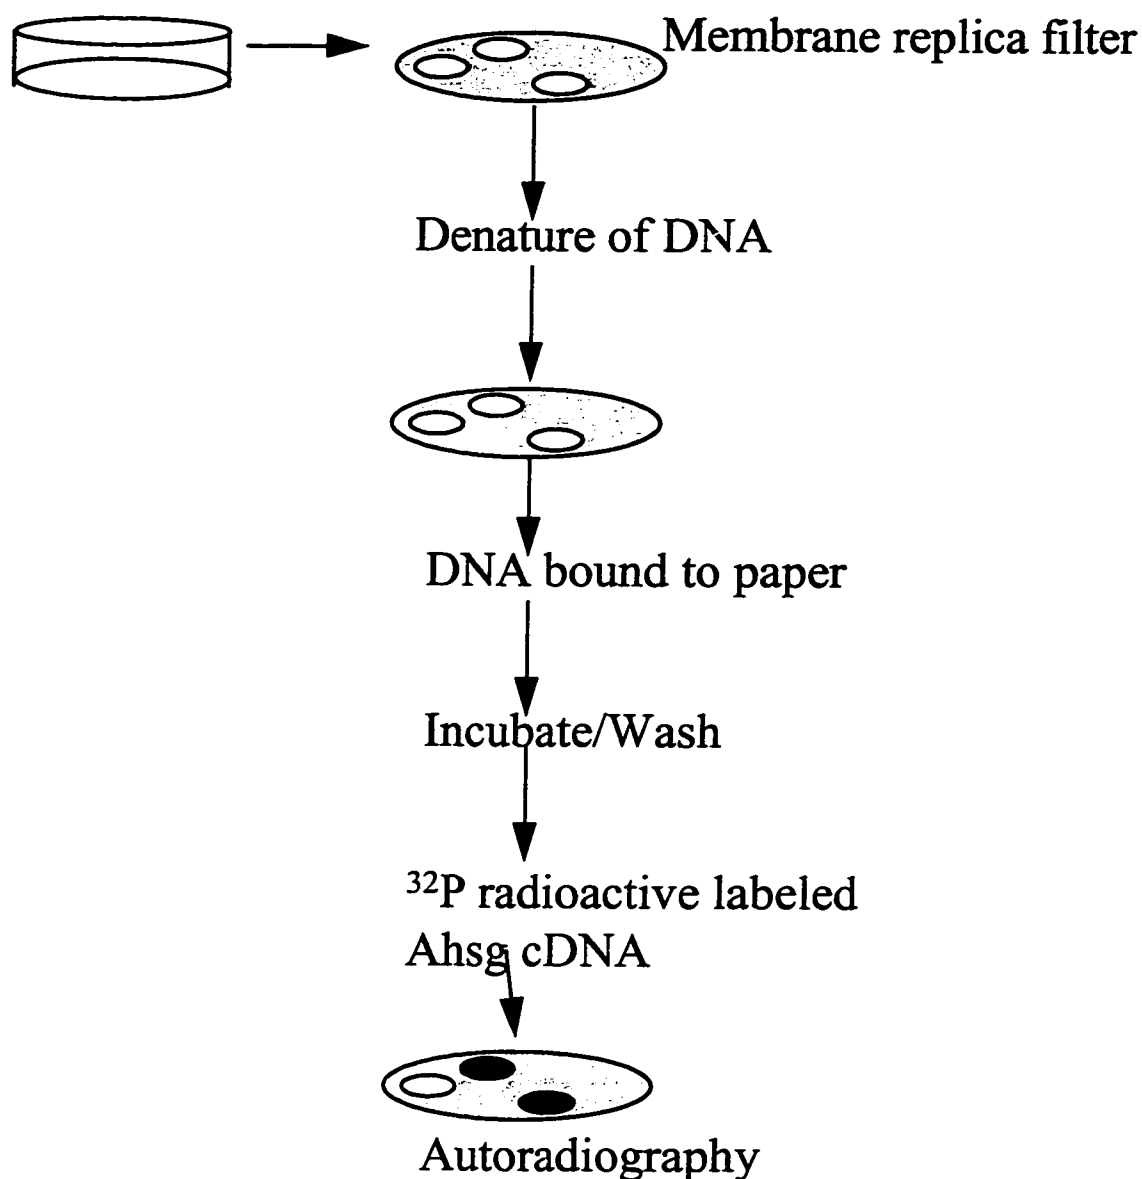 Membrane replica filter
Denature of DNA
DNA bound to paper
Incubate/Wash
³²P radioactive labeled
Ahsg cDNA
Autoradiography